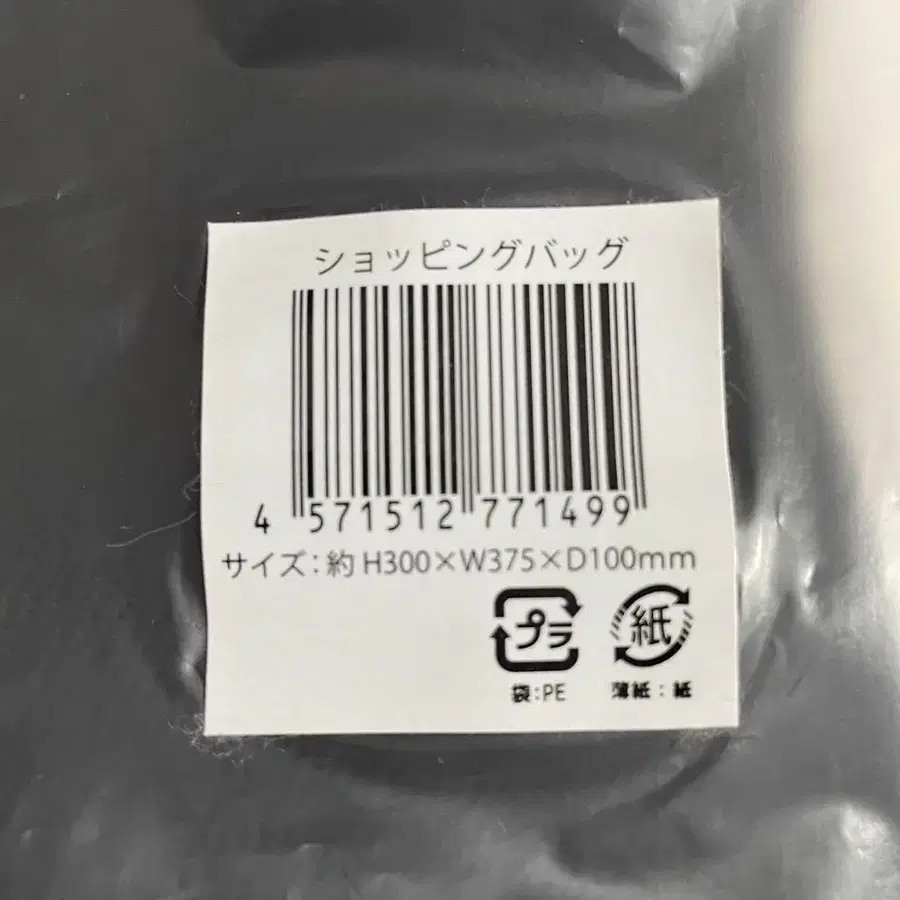 ショッピングバッグ
4 571512 771499
サイズ：約 H300×W375×D100mm
プラ 紙
袋：PE 薄紙：紙